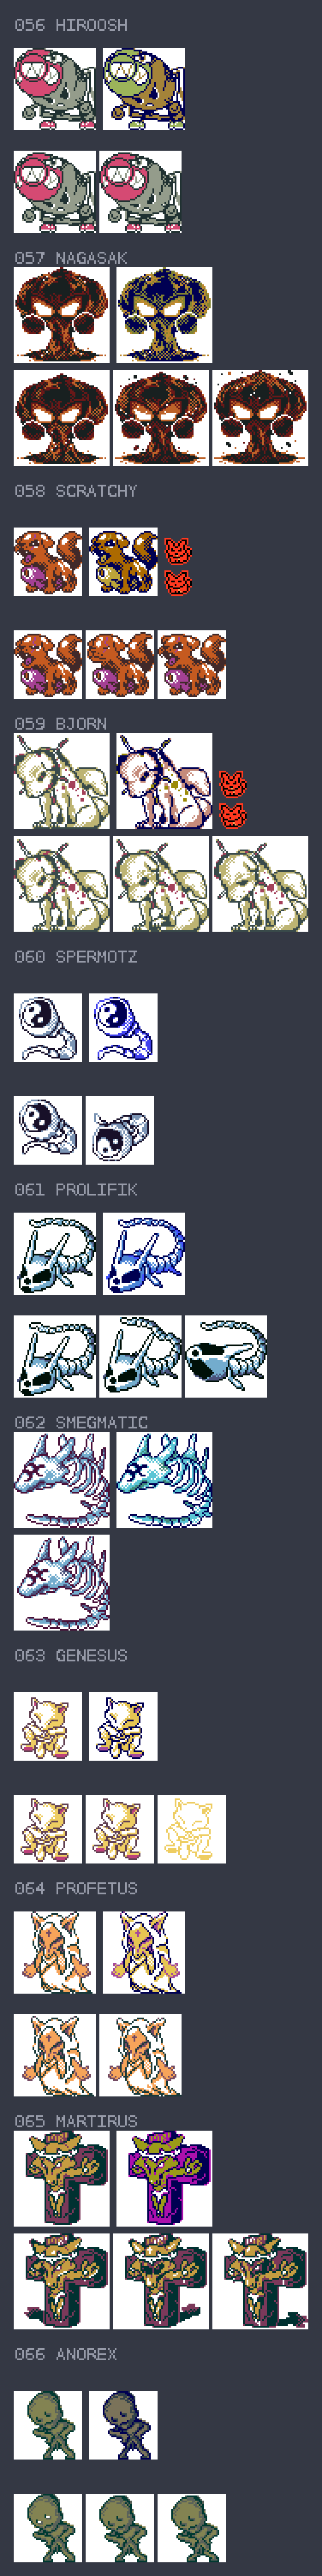 056 HIROOSH
057 NAGASAK
058 SCRATCHY
059 BJORN
060 SPERMOTZ
061 PROLIFIK
062 SMEGMATIC
063 GENESUS
064 PROFETUS
065 MARTIRUS
066 ANOREX